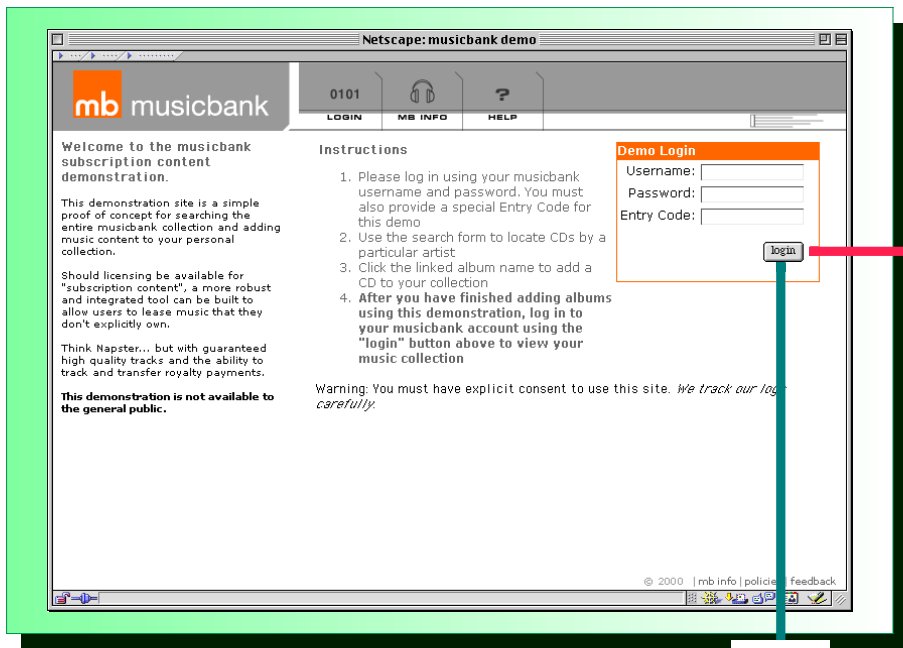 Netscape: musicbank demo
mb musicbank
0101
?
LOGIN
MB INFO
HELP
Welcome to the musicbank
subscription content
demonstration.
This demonstration site is a simple
proof of concept for searching the
entire musicbank collection and adding
music content to your personal
collection.
Should licensing be available for
"subscription content", a more robust
and integrated tool can be built to
allow users to lease music that they
don't explicitly own.
Think Napster... but with guaranteed
high quality tracks and the ability to
track and transfer royalty payments.
This demonstration is not available to
the general public.
Instructions
1. Please log in using your musicbank
username and password. You must
also provide a special Entry Code for
this demo
2. Use the search form to locate CDs by a
particular artist
3. Click the linked album name to add a
CD to your collection
4. After you have finished adding albums
using this demonstration, log in to
your musicbank account using the
"login" button above to view your
music collection
Warning: You must have explicit consent to use this site. We track our logs
carefully.
Demo Login
Username:
Password:
Entry Code:
login
© 2000 | mb info | policies | feedback